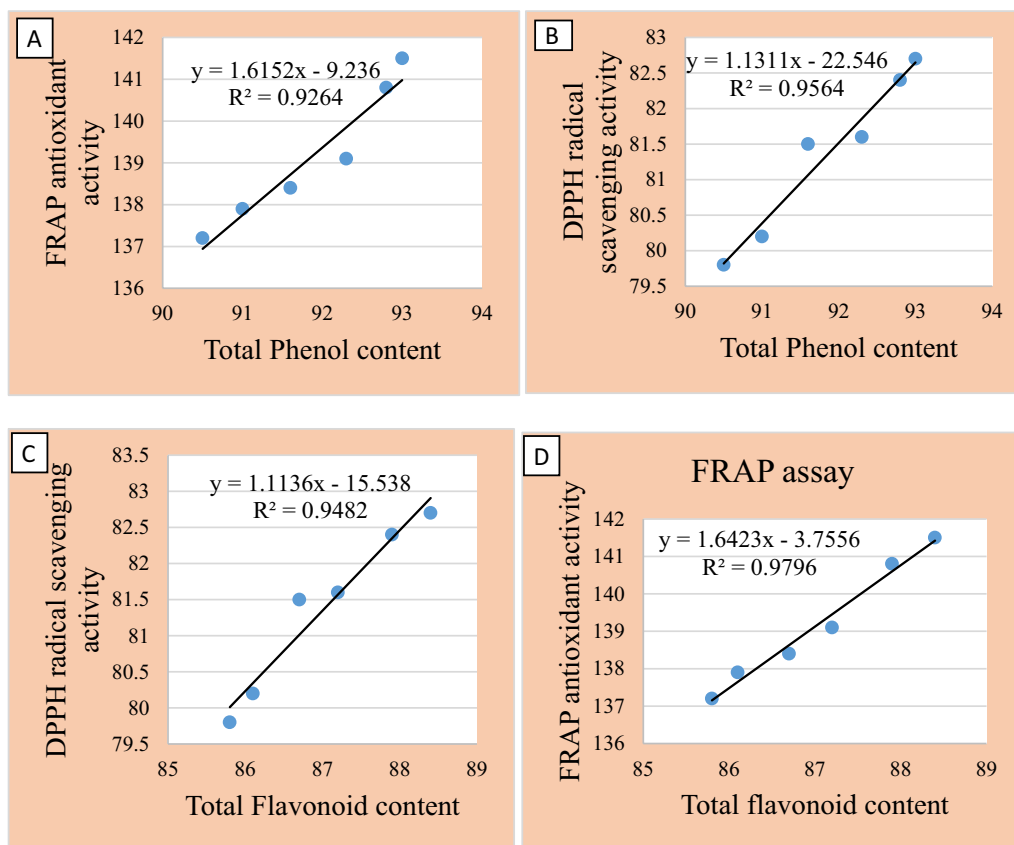 A
FRAP antioxidant
activity
142
141
140
139
138
137
136
y = 1.6152x - 9.236
R² = 0.9264
90 91 92 93 94
Total Phenol content
B
DPPH radical
scavenging activity
83
82.5
82
81.5
81
80.5
80
79.5
y = 1.1311x - 22.546
R² = 0.9564
90 91 92 93 94
Total Phenol content
C
DPPH radical scavenging
activity
83.5
83
82.5
82
81.5
81
80.5
80
79.5
y = 1.1136x - 15.538
R² = 0.9482
85 86 87 88 89
Total Flavonoid content
D
FRAP assay
FRAP antioxidant activity
142
141
140
139
138
137
136
y = 1.6423x - 3.7556
R² = 0.9796
85 86 87 88 89
Total flavonoid content